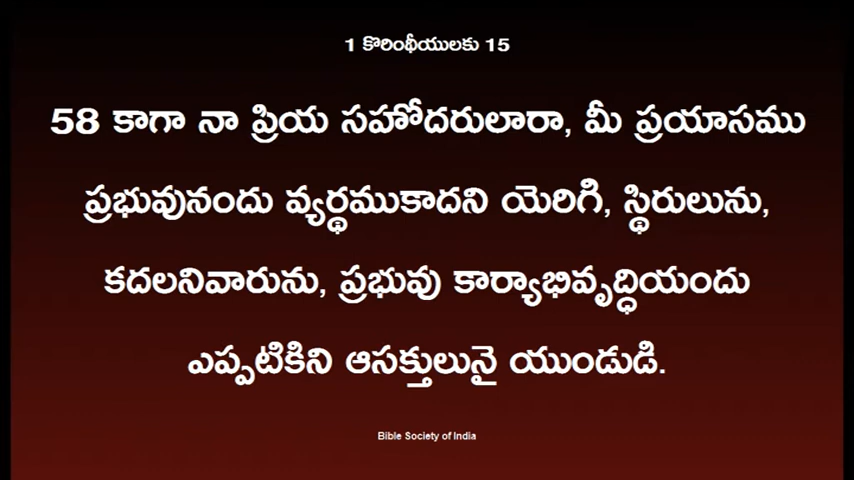 1 కొరింథీయులకు 15
58 కాగా నా ప్రియ సహోదరులారా, మీ ప్రయాసము
ప్రభువునందు వ్యర్థముకాదని యెరిగి, స్థిరులును,
కదలనివారును, ప్రభువు కార్యాభివృద్ధియందు
ఎప్పటికిని ఆసక్తులునై యుండుడి.
Bible Society of India